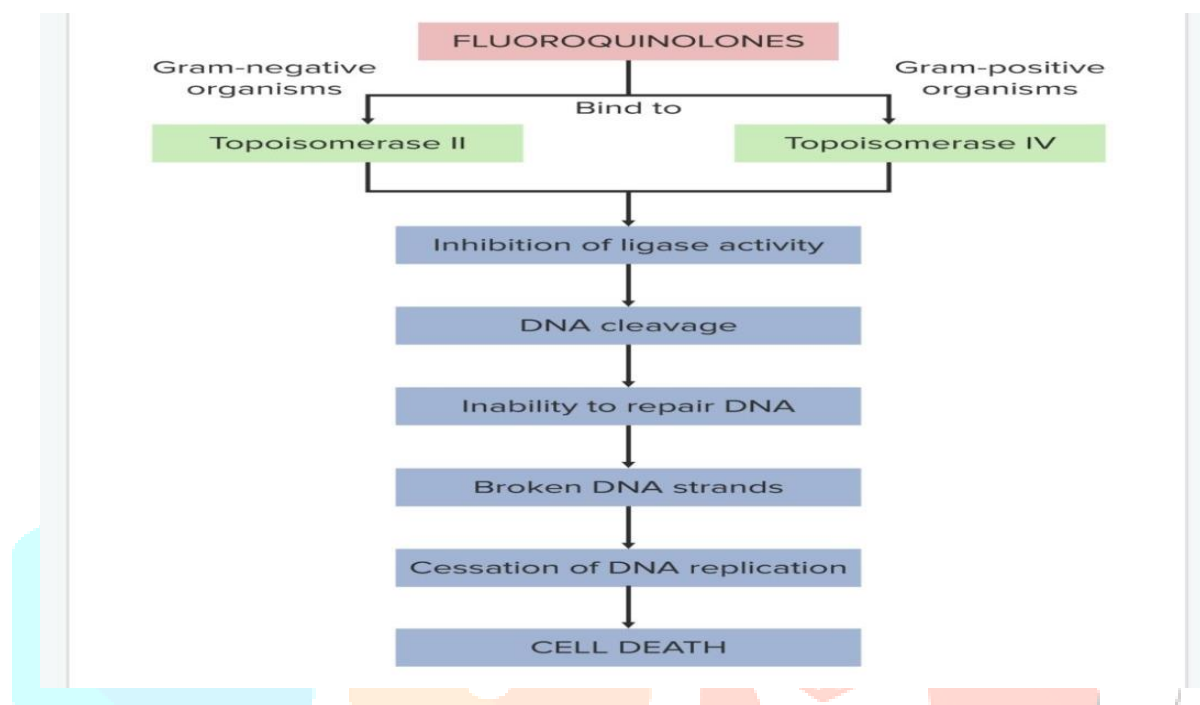 FLUOROQUINOLONES
Gram-negative
organisms
Gram-positive
organisms
Bind to
Topoisomerase II
Topoisomerase IV
Inhibition of ligase activity
DNA cleavage
Inability to repair DNA
Broken DNA strands
Cessation of DNA replication
CELL DEATH